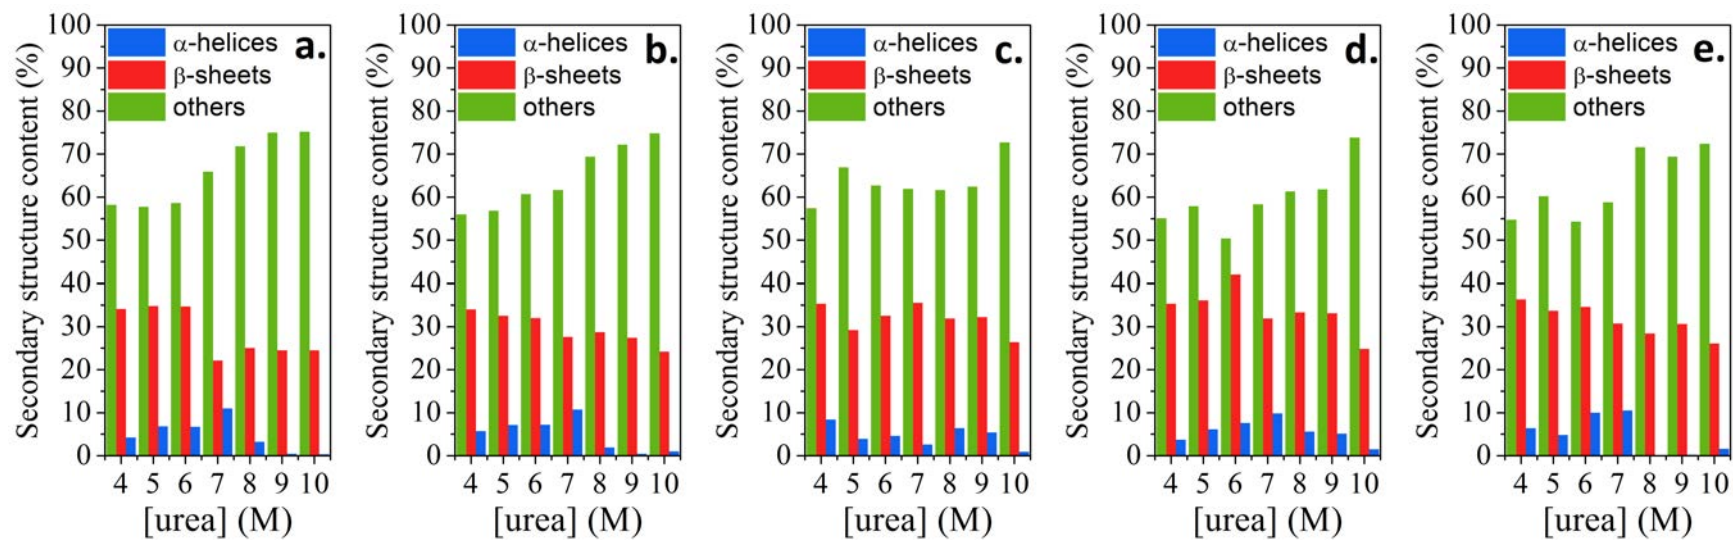 Secondary structure content (%)
100
90
80
70
60
50
40
30
20
10
0
α-helices
β-sheets
others
a.
4 5 6 7 8 9 10
[urea] (M)
Secondary structure content (%)
100
90
80
70
60
50
40
30
20
10
0
α-helices
β-sheets
others
b.
4 5 6 7 8 9 10
[urea] (M)
Secondary structure content (%)
100
90
80
70
60
50
40
30
20
10
0
α-helices
β-sheets
others
c.
4 5 6 7 8 9 10
[urea] (M)
Secondary structure content (%)
100
90
80
70
60
50
40
30
20
10
0
α-helices
β-sheets
others
d.
4 5 6 7 8 9 10
[urea] (M)
Secondary structure content (%)
100
90
80
70
60
50
40
30
20
10
0
α-helices
β-sheets
others
e.
4 5 6 7 8 9 10
[urea] (M)